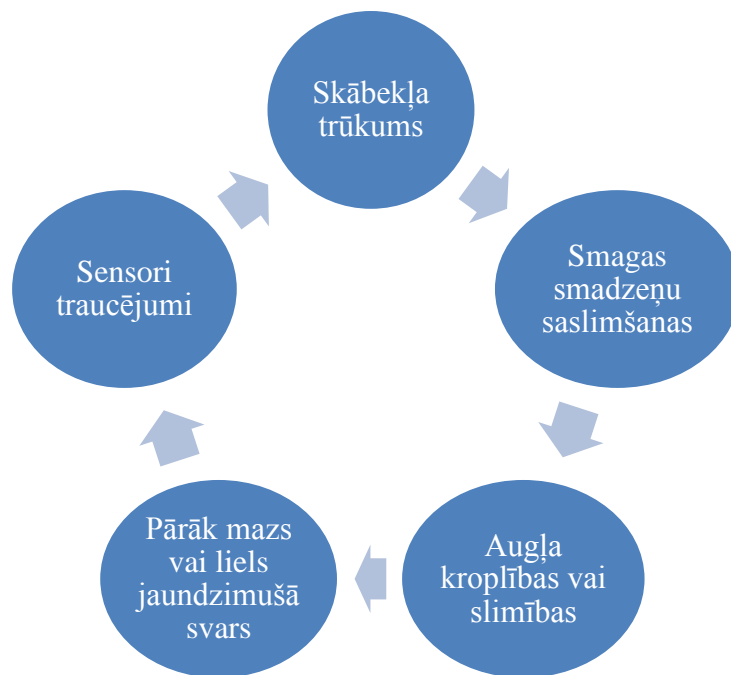 Skābekļa
trūkums
Smagas
smadzeņu
saslimšanas
Augļa
kroplības vai
slimības
Pārāk mazs
vai liels
jaundzimušā
svars
Sensori
traucējumi